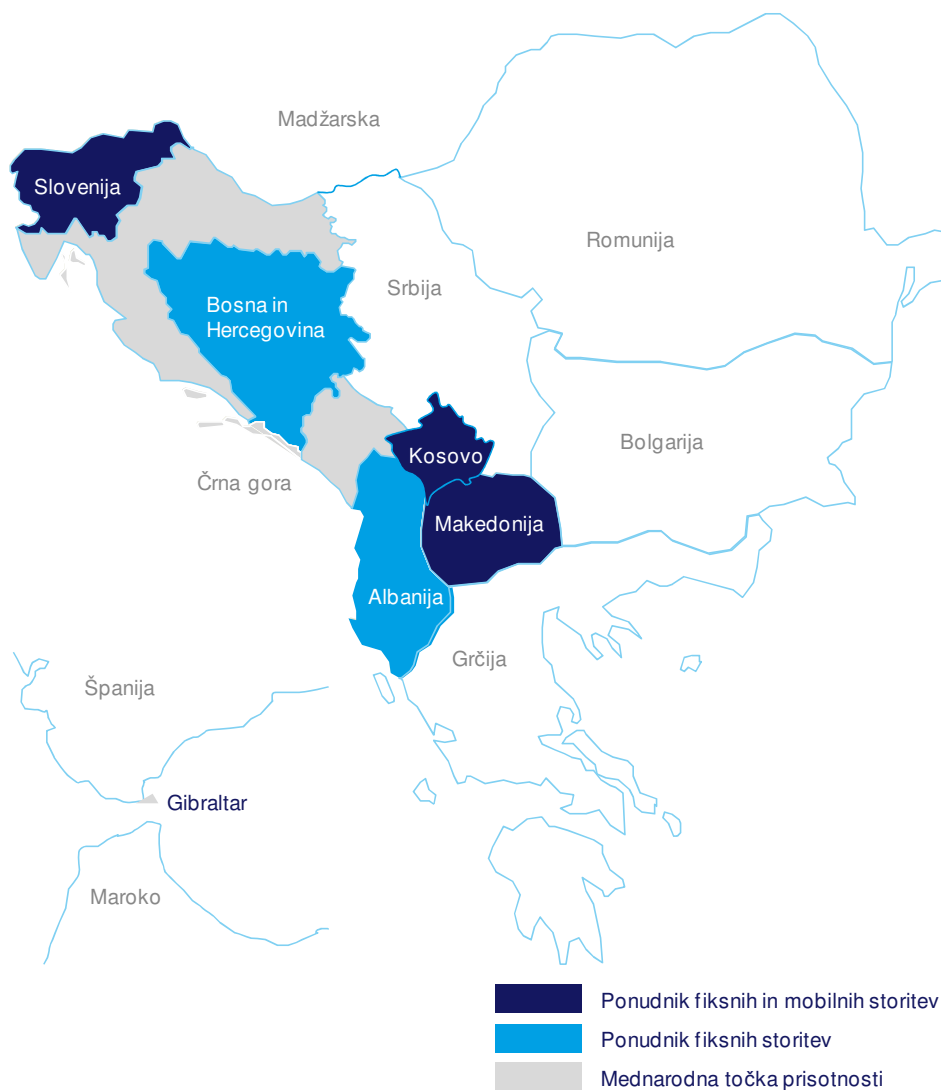 Madžarska
Slovenija
Romunija
Srbija
Bosna in
Hercegovina
Bolgarija
Kosovo
Črna gora
Makedonija
Albanija
Grčija
Španija
Gibraltar
Maroko
Ponudnik fiksnih in mobilnih storitev
Ponudnik fiksnih storitev
Mednarodna točka prisotnosti